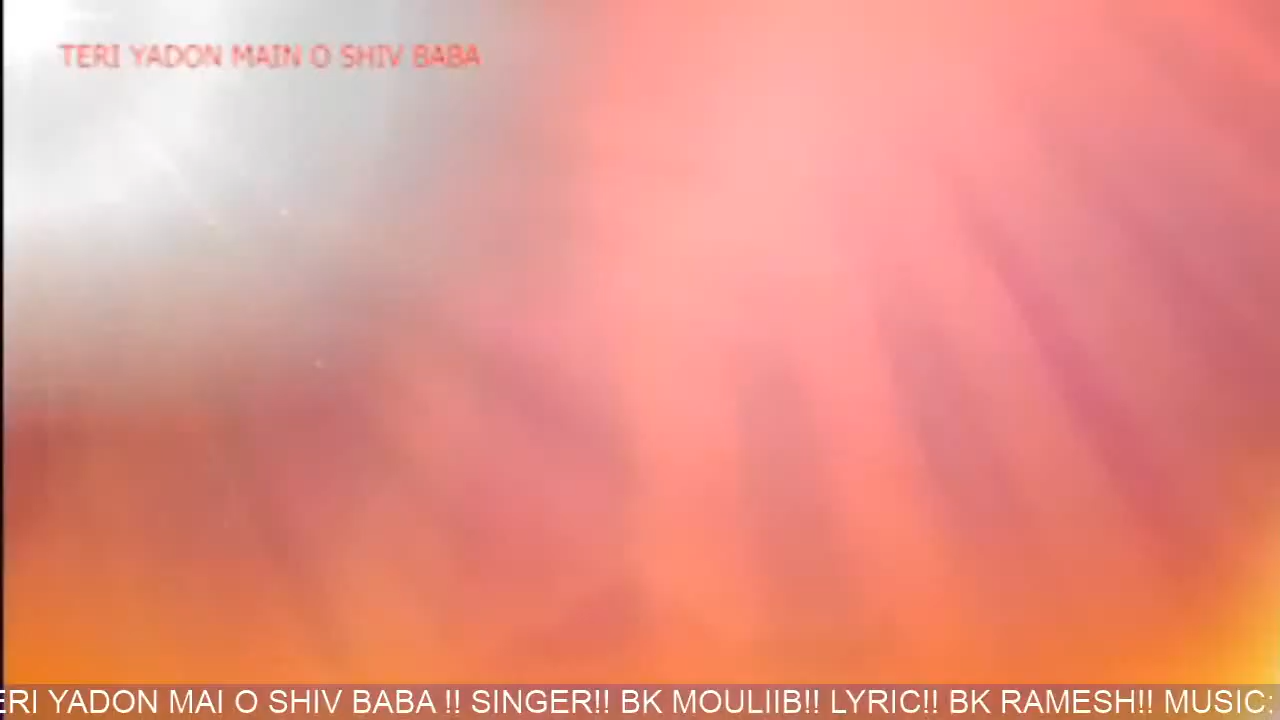 TERI YADON MAIN O SHIV BABA
ERI YADON MAI O SHIV BABA !! SINGER!! BK MOULIIB!! LYRIC!! BK RAMESH!! MUSIC: